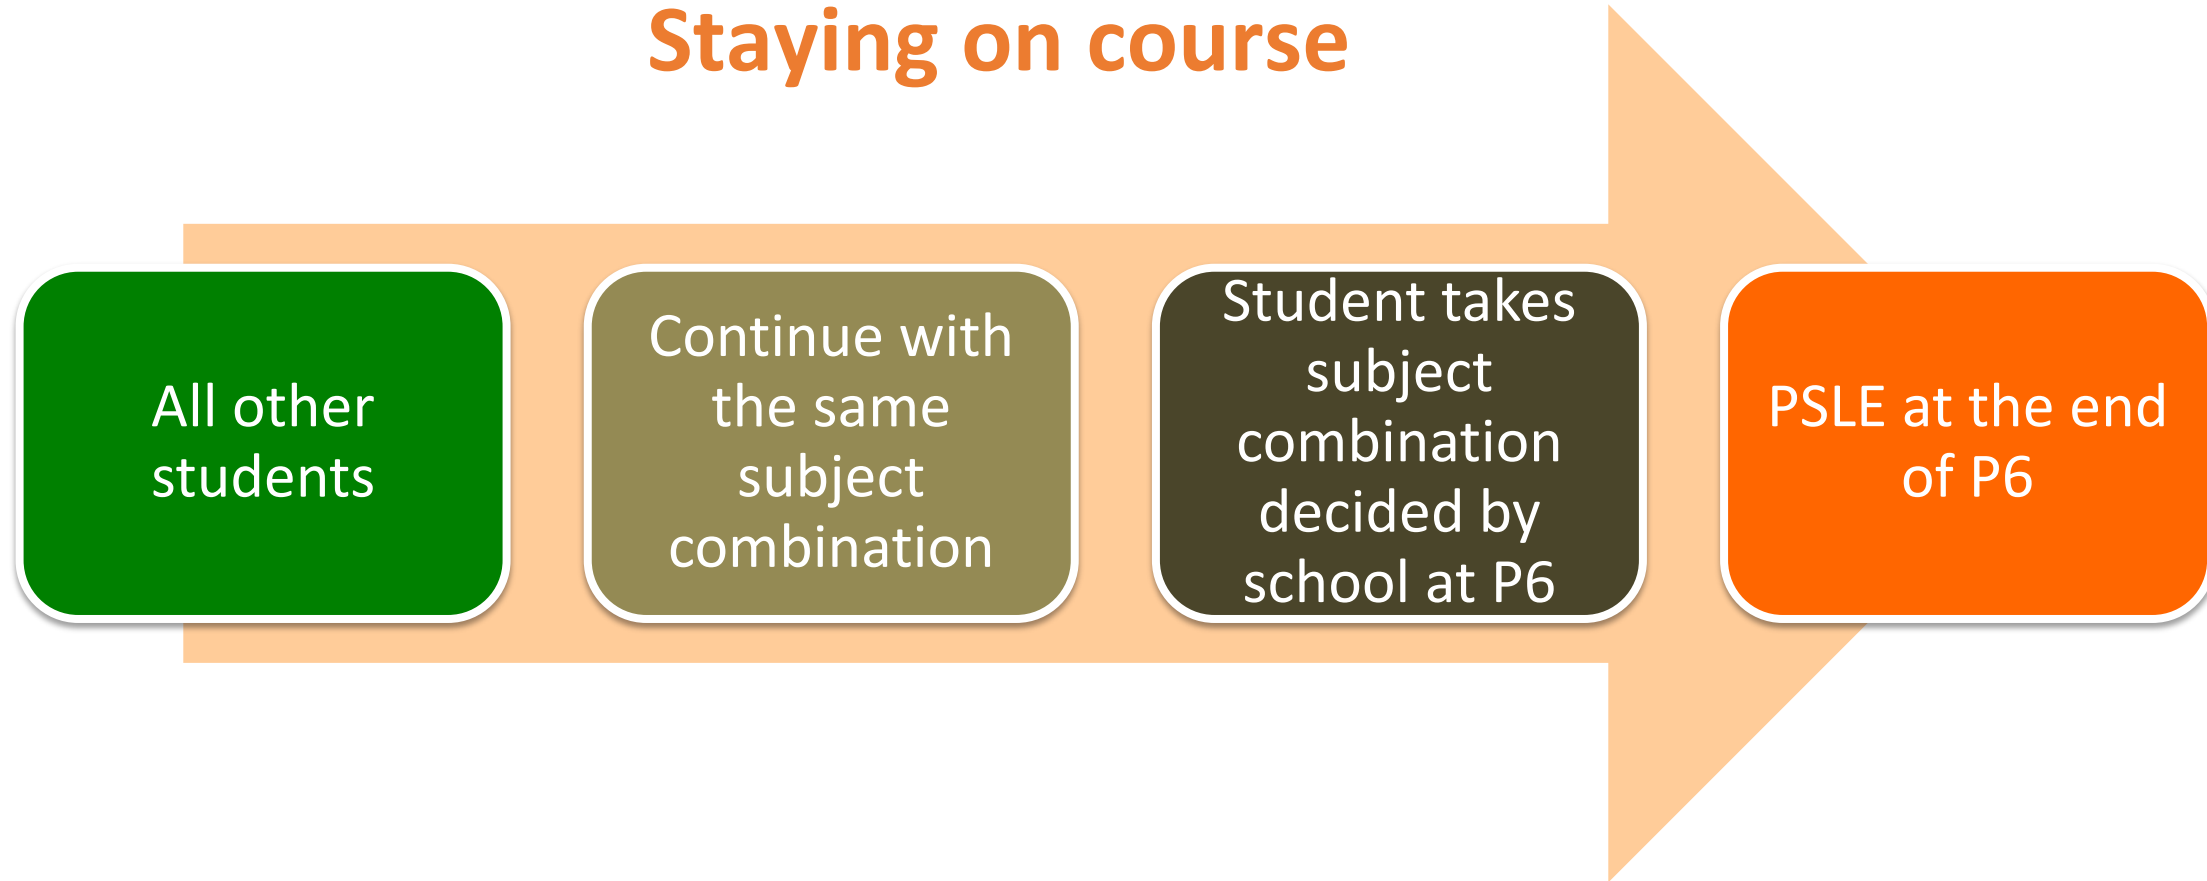 Staying on course
All other
students
Continue with
the same
subject
combination
Student takes
subject
combination
decided by
school at P6
PSLE at the end
of P6